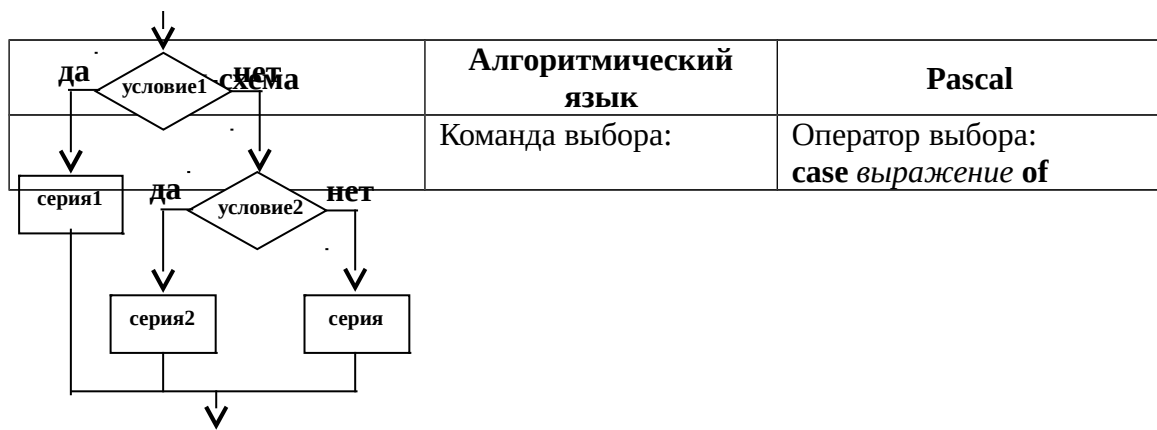 да
условие1
нет
схема
Алгоритмический
язык
Pascal
Команда выбора:
Оператор выбора:
case выражение of
серия1
да
условие2
нет
серия2
серия